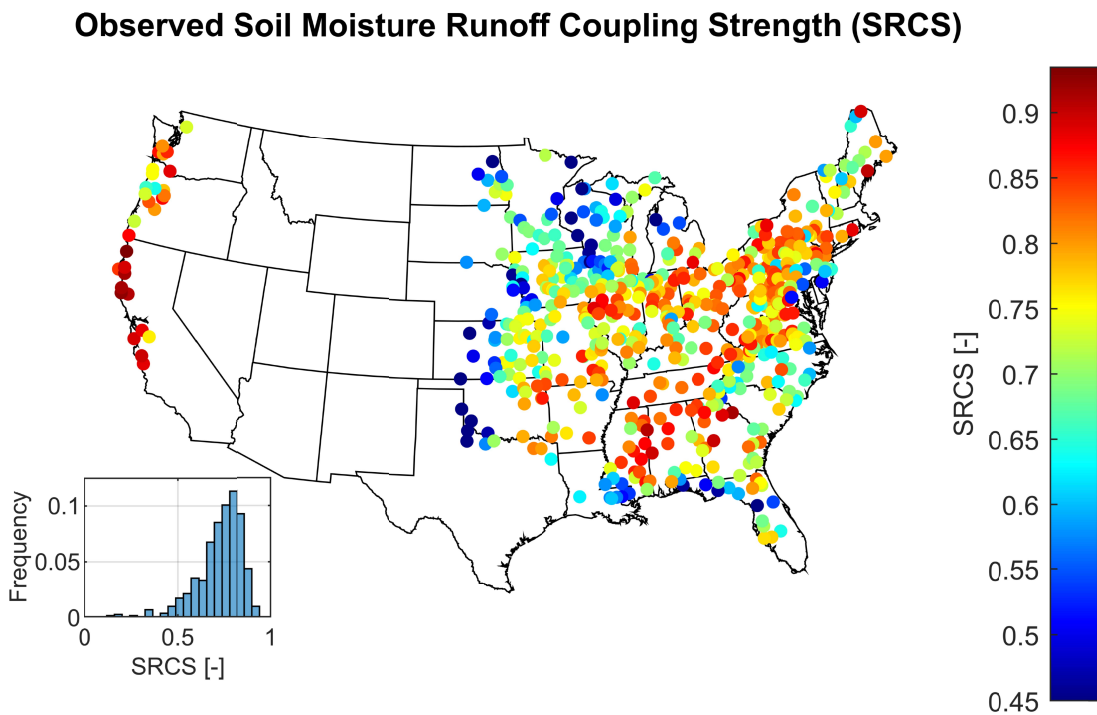 Observed Soil Moisture Runoff Coupling Strength (SRCS)
0.9
0.85
0.8
0.75
0.7
0.65
0.6
0.55
0.5
0.45
SRCS [-]
Frequency
0.1
0.05
0
0 0.5 1
SRCS [-]